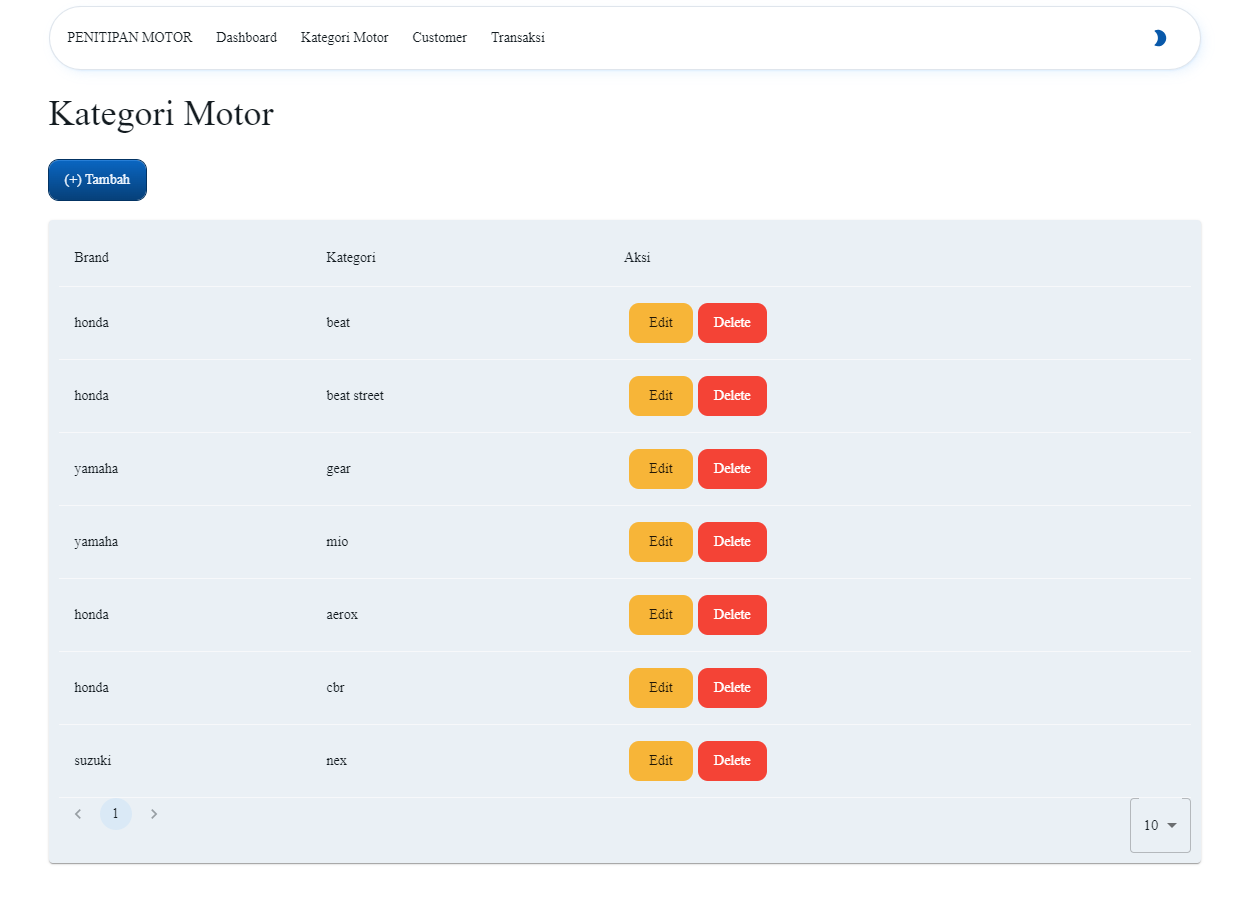 PENITIPAN MOTOR Dashboard Kategori Motor Customer Transaksi
Kategori Motor
(+) Tambah
Brand Kategori Aksi
honda beat Edit Delete
honda beat street Edit Delete
yamaha gear Edit Delete
yamaha mio Edit Delete
honda aerox Edit Delete
honda cbr Edit Delete
suzuki nex Edit Delete
1
10